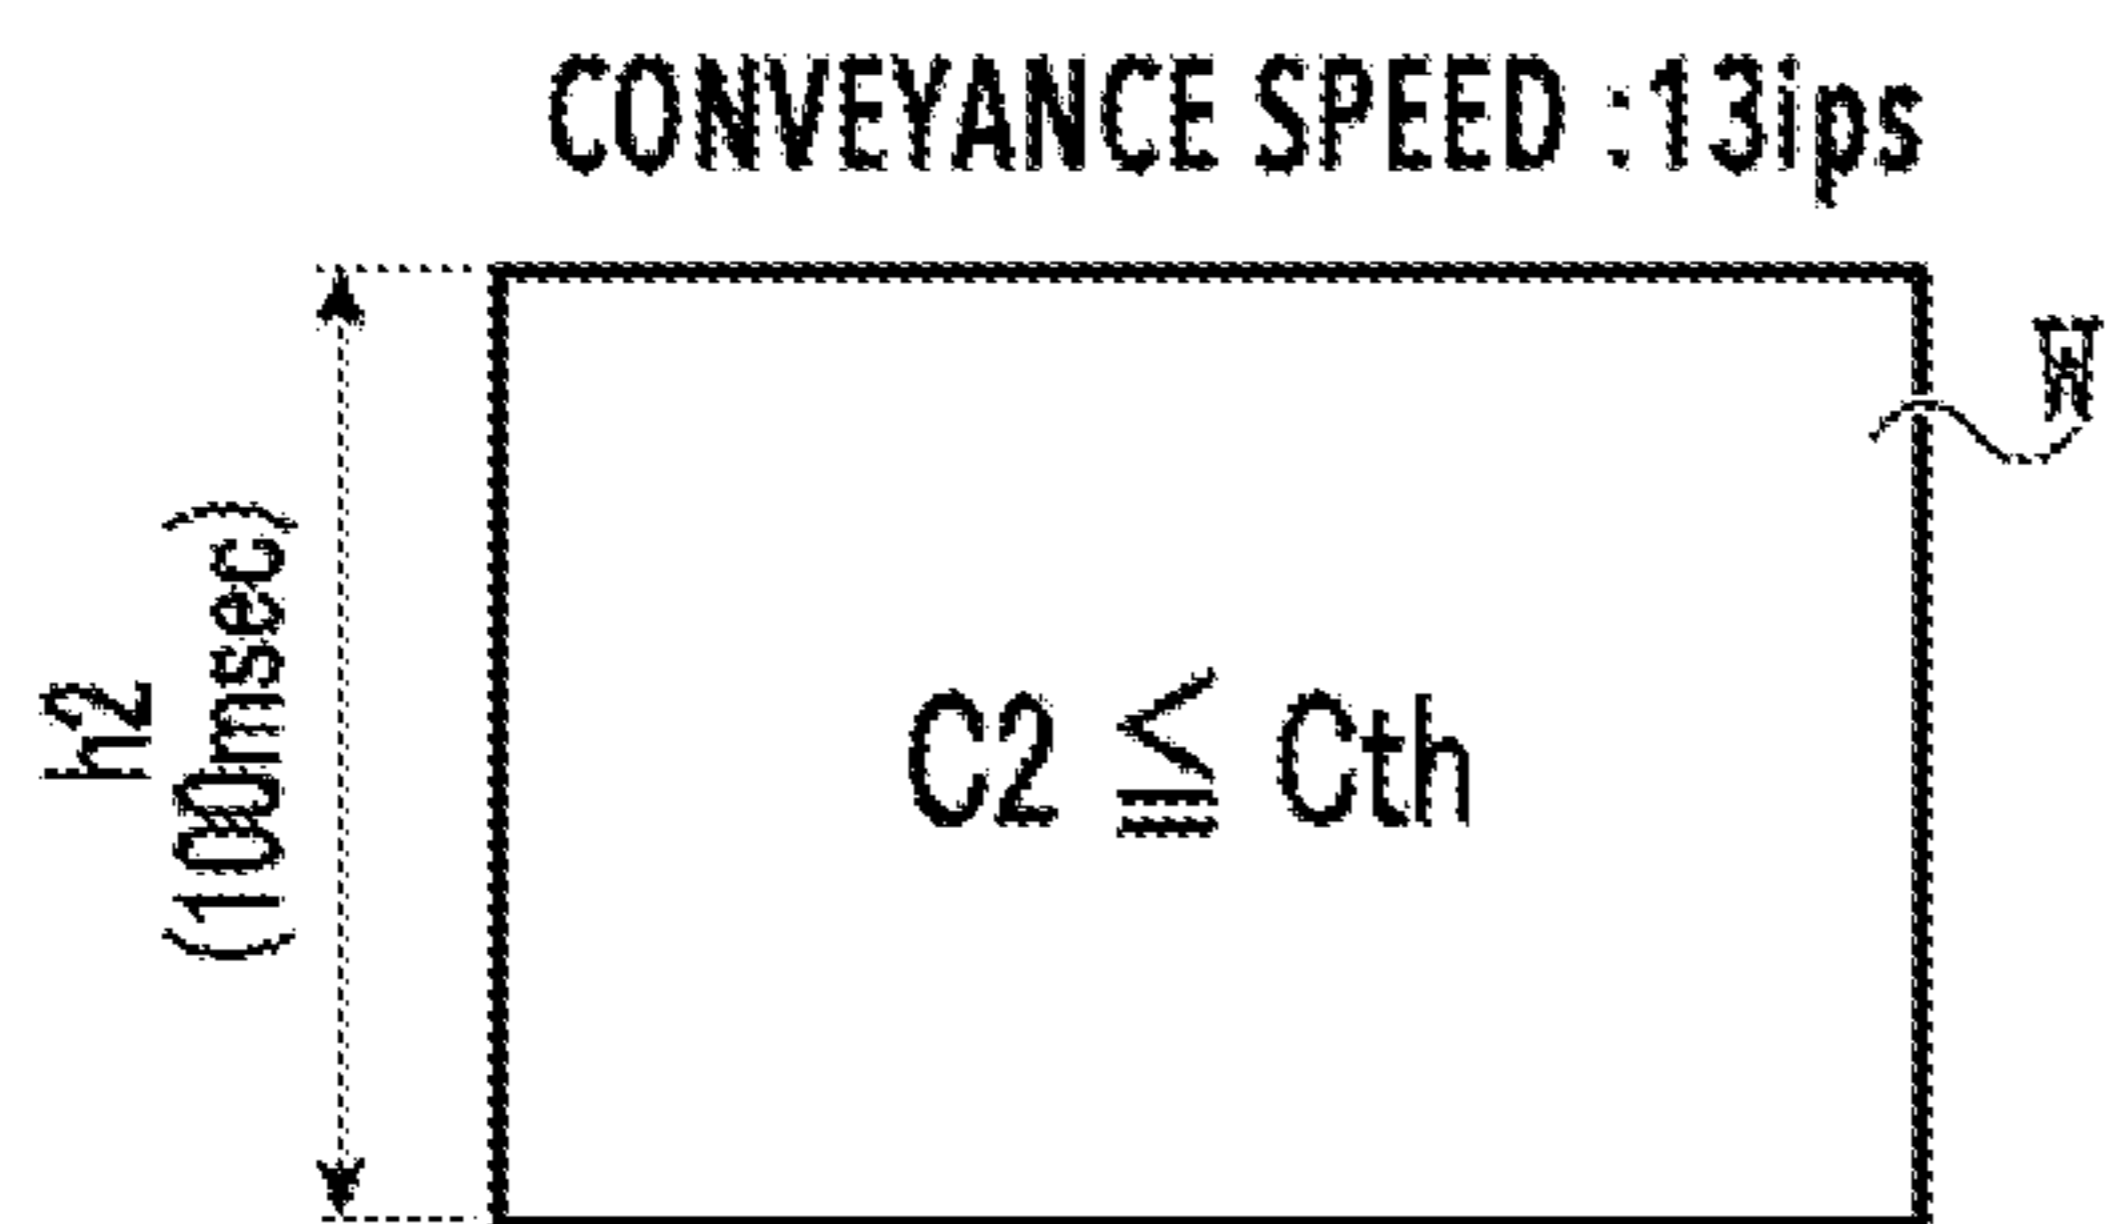 CONVEYANCE SPEED :13ips
h2
(100msec)
C2 ≦ Cth
W